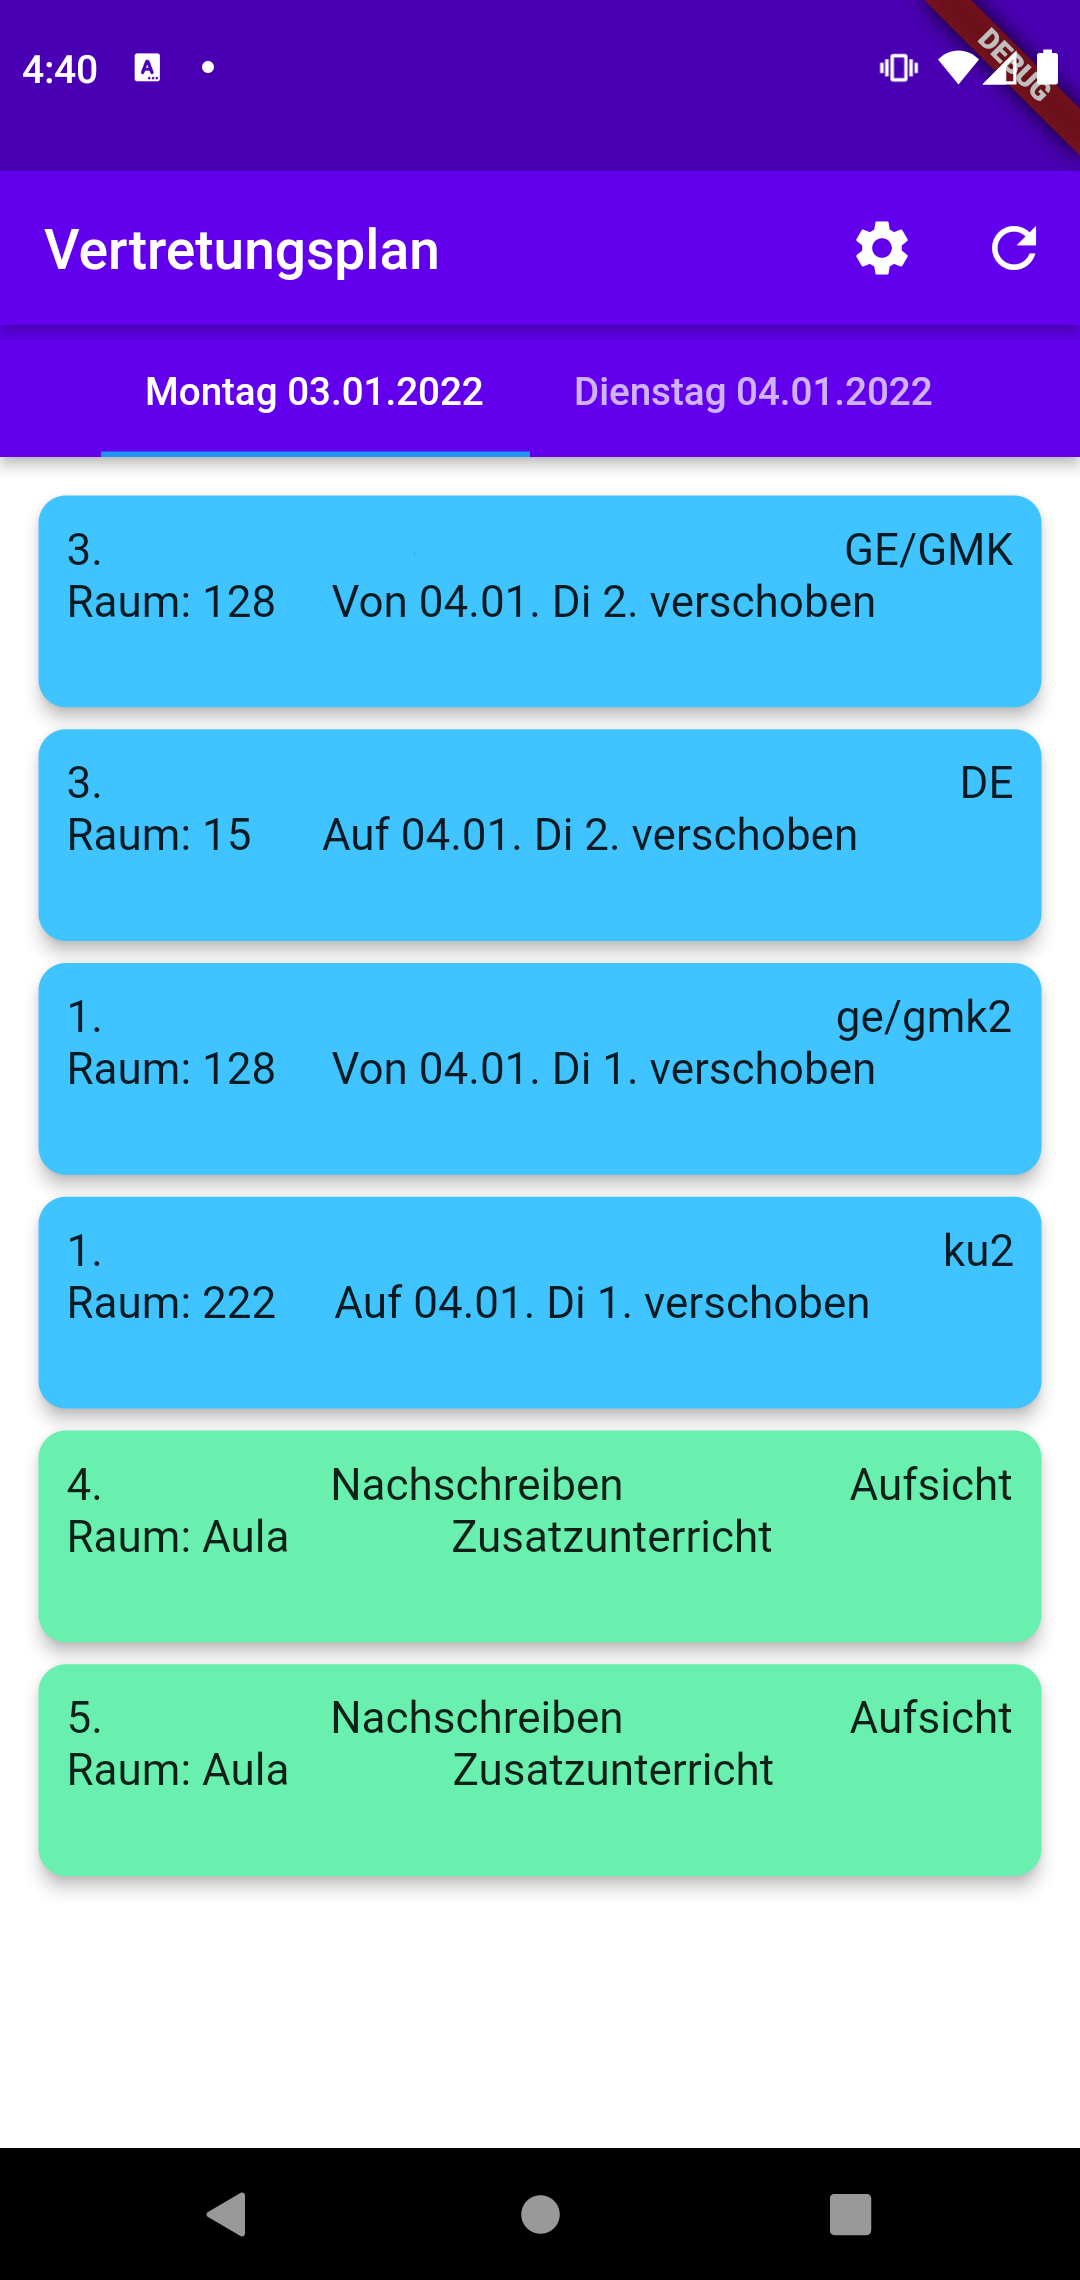 4:40
DEBUG
Vertretungsplan
Montag 03.01.2022 Dienstag 04.01.2022
3. GE/GMK
Raum: 128 Von 04.01. Di 2. verschoben
3. DE
Raum: 15 Auf 04.01. Di 2. verschoben
1. ge/gmk2
Raum: 128 Von 04.01. Di 1. verschoben
1. ku2
Raum: 222 Auf 04.01. Di 1. verschoben
4. Nachschreiben Aufsicht
Raum: Aula Zusatzunterricht
5. Nachschreiben Aufsicht
Raum: Aula Zusatzunterricht